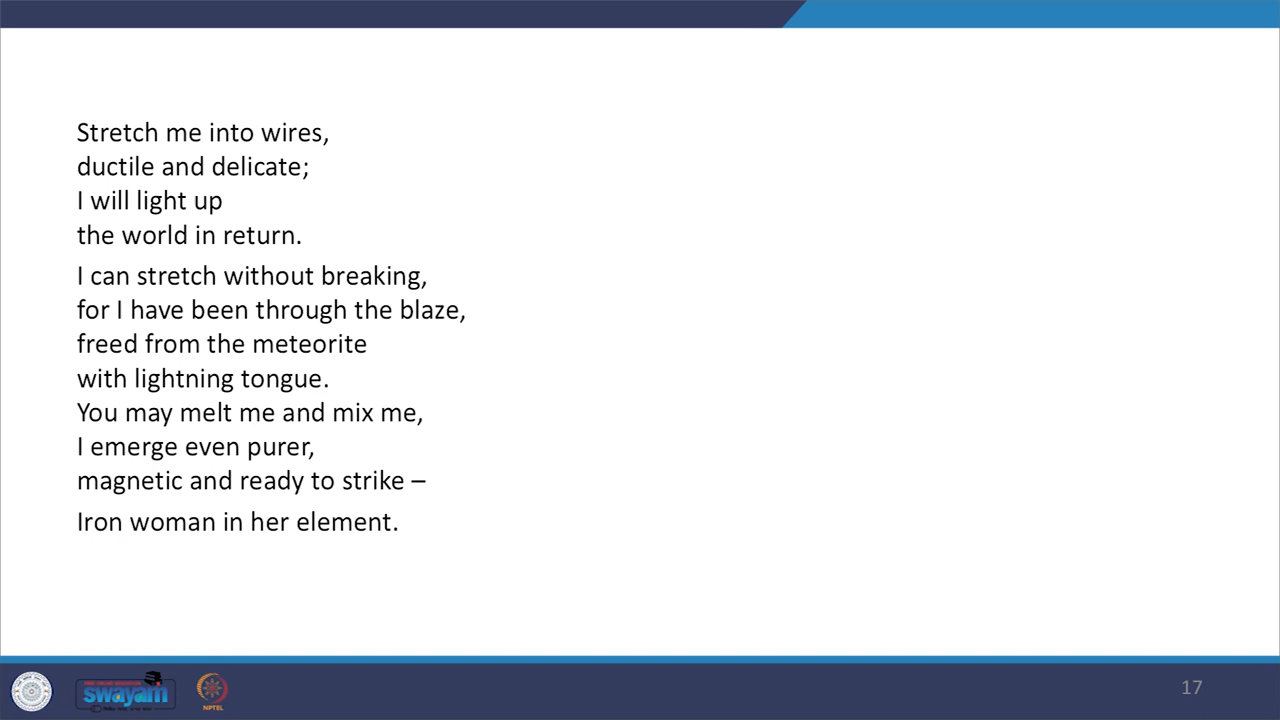 Stretch me into wires,
ductile and delicate;
I will light up
the world in return.
I can stretch without breaking,
for I have been through the blaze,
freed from the meteorite
with lightning tongue.
You may melt me and mix me,
I emerge even purer,
magnetic and ready to strike –
Iron woman in her element.
swayam
NPTEL
17